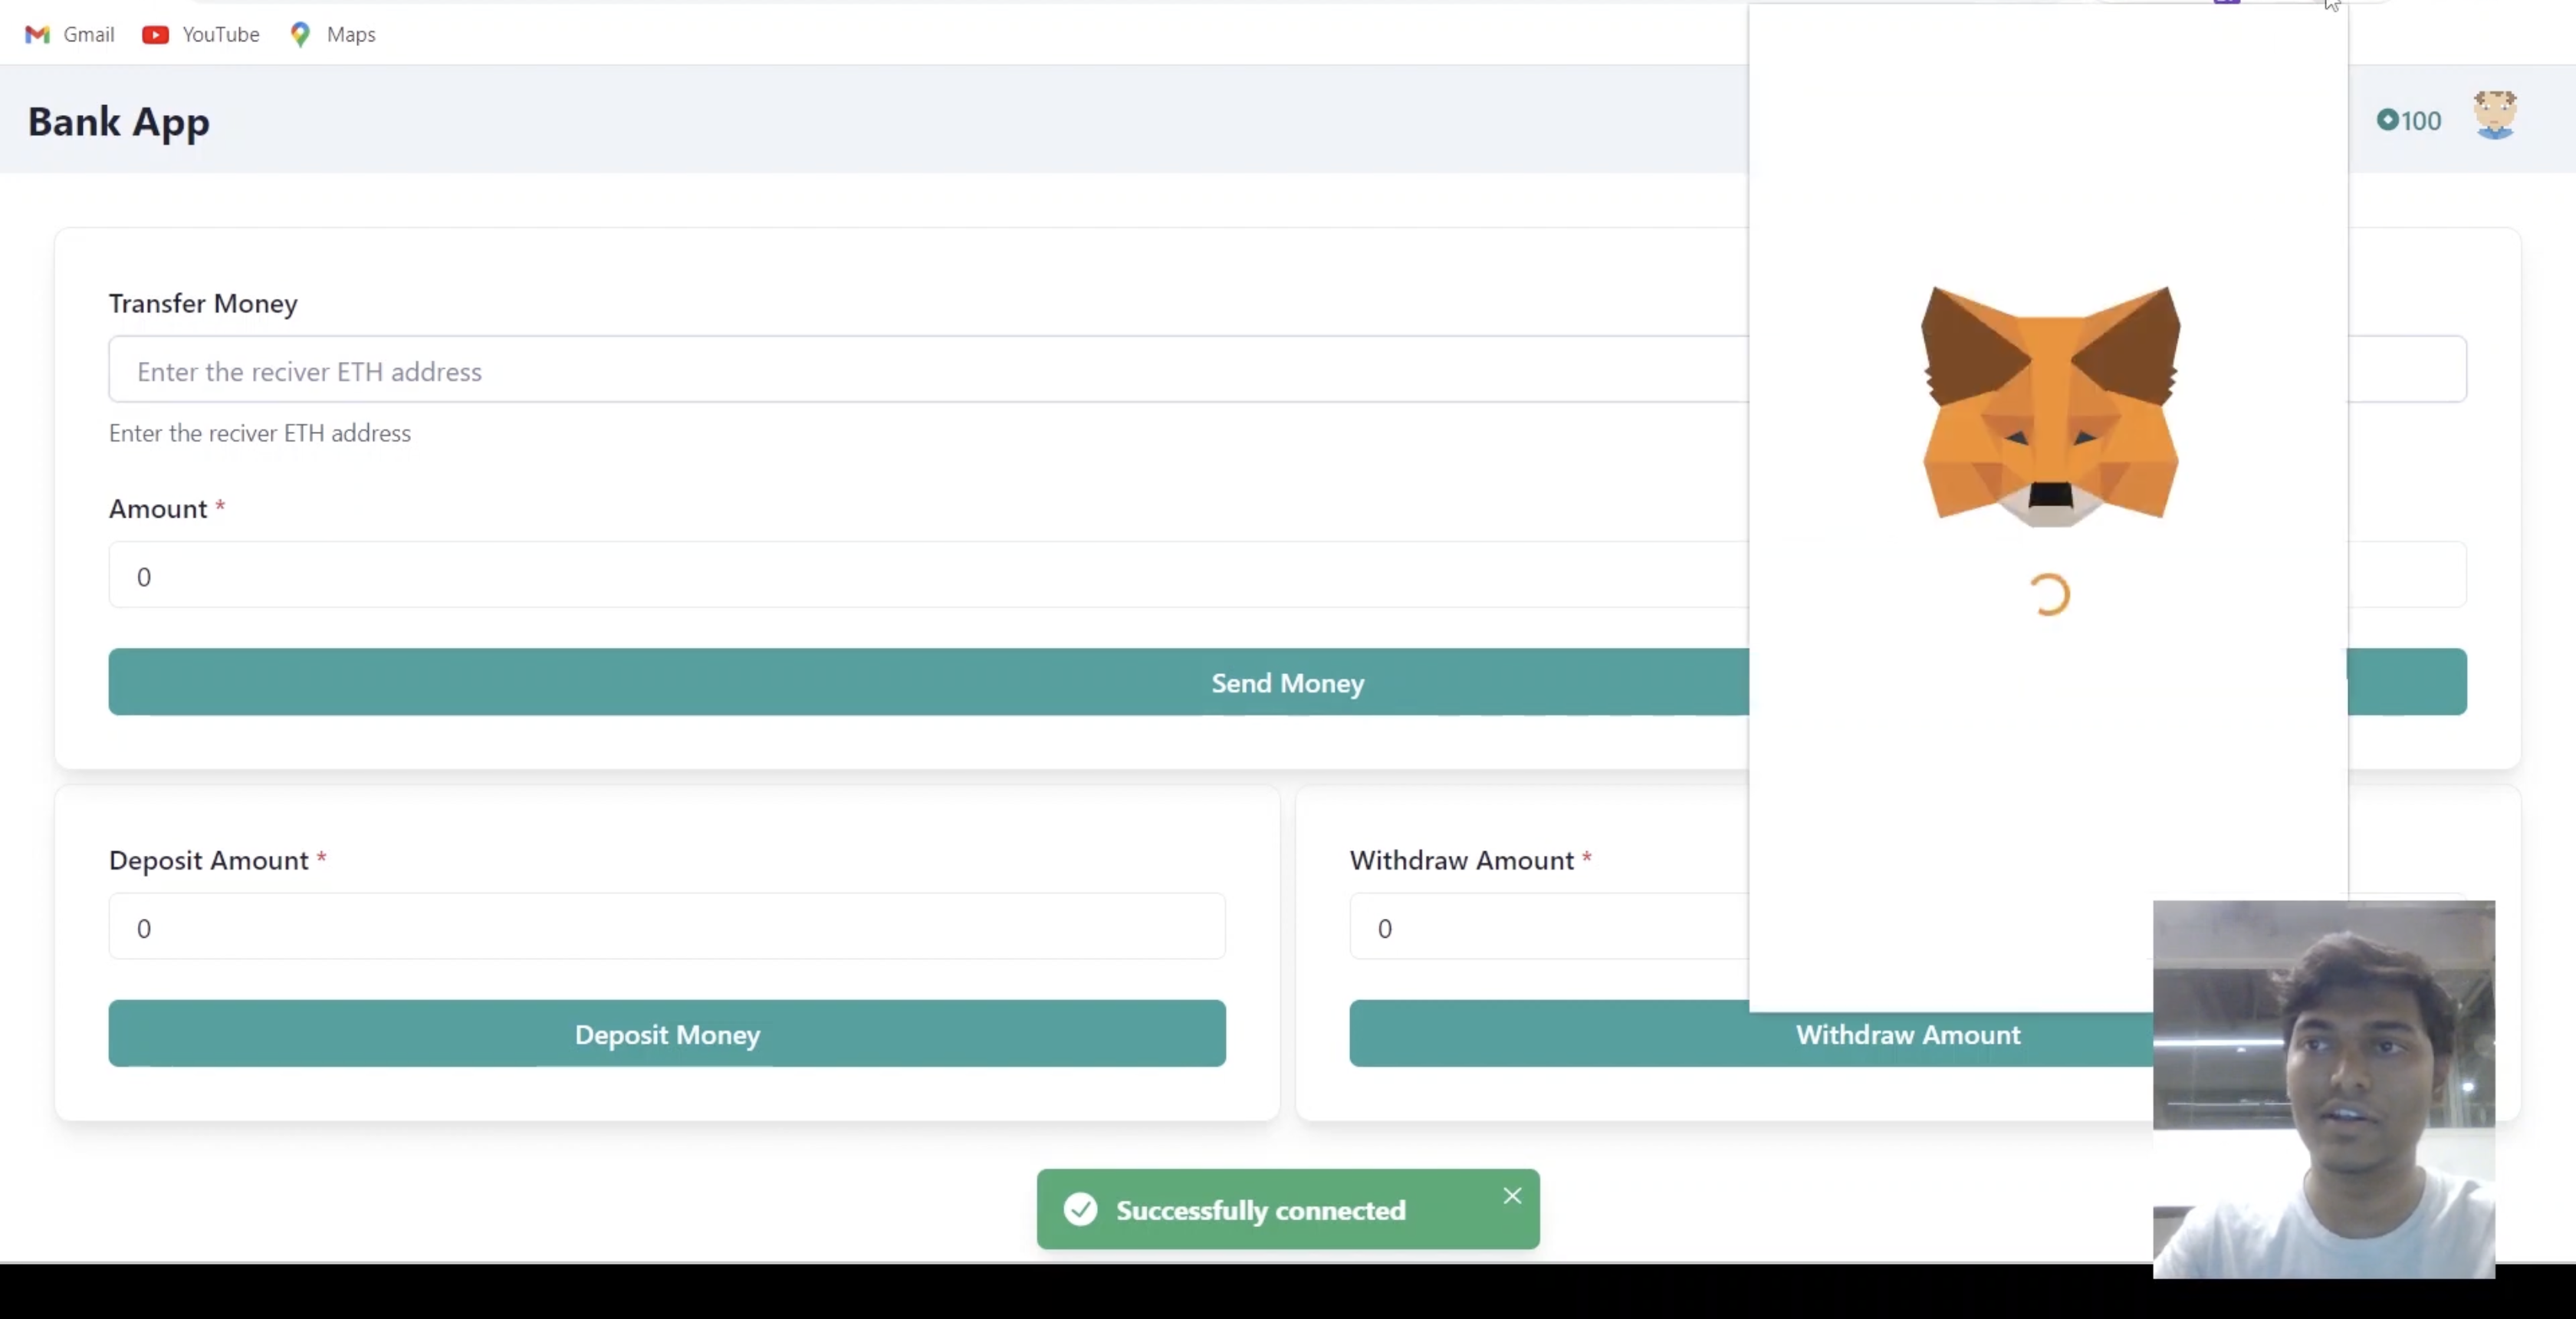 Gmail YouTube Maps
Bank App
100
Transfer Money
Enter the reciver ETH address
Enter the reciver ETH address
Amount *
0
Send Money
Deposit Amount *
0
Deposit Money
Withdraw Amount *
0
Withdraw Amount
Successfully connected